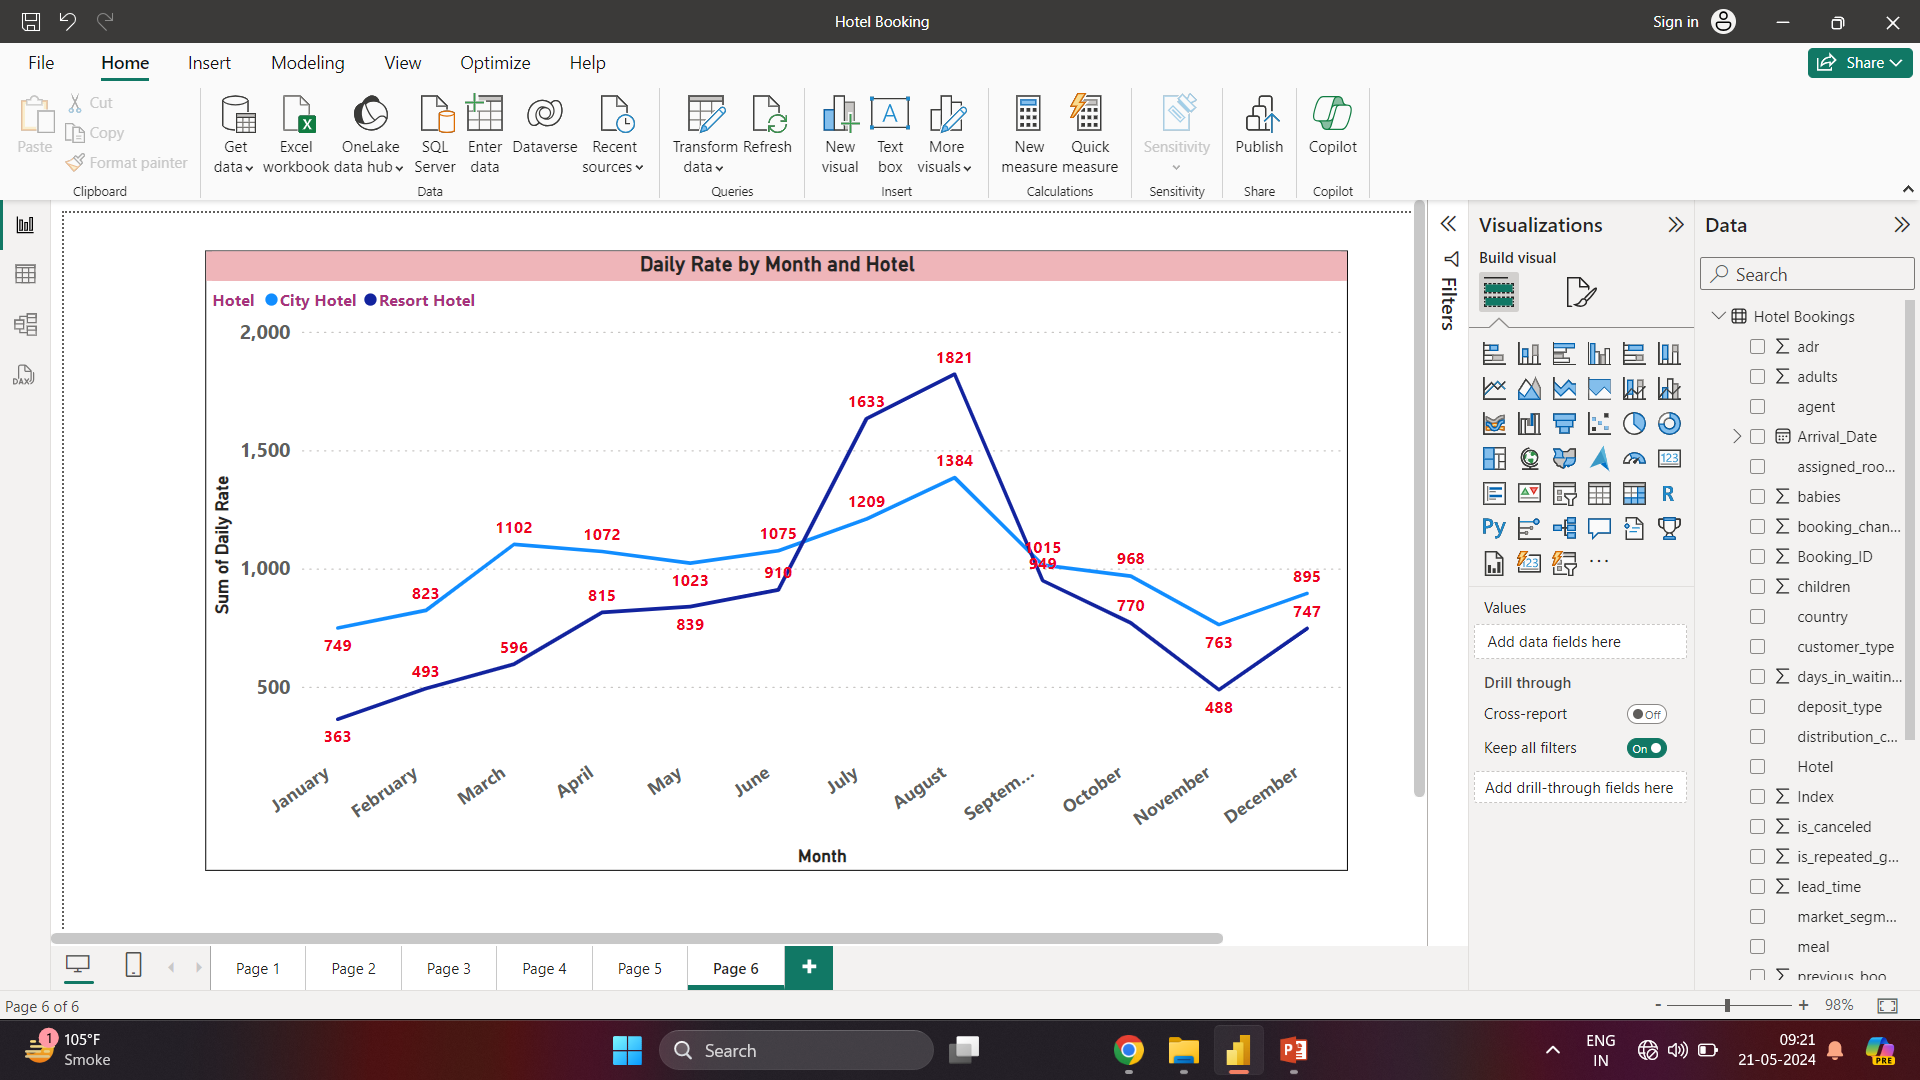 Hotel Booking
Sign in
File
Home
Insert
Modeling
View
Optimize
Help
Share
Paste
Cut
Copy
Format painter
Clipboard
Get data
Excel workbook
OneLake data hub
SQL Server
Enter data
Dataverse
Recent sources
Data
Transform data
Refresh
Queries
New visual
Text box
More visuals
Insert
New measure
Quick measure
Calculations
Sensitivity
Sensitivity
Publish
Share
Copilot
Copilot
Daily Rate by Month and Hotel
Hotel City Hotel Resort Hotel
2,000
1,500
1,000
500
Sum of Daily Rate
749
823
1102
1072
1023
1075
1209
1384
1015
968
763
895
363
493
596
815
839
910
1633
1821
949
770
488
747
January
February
March
April
May
June
July
August
Septem...
October
November
December
Month
Filters
Visualizations
Build visual
123
R
Py
123
Values
Add data fields here
Drill through
Cross-report
Off
Keep all filters
On
Add drill-through fields here
Data
Search
Hotel Bookings
adr
adults
agent
Arrival_Date
assigned_roo...
babies
booking_chan...
Booking_ID
children
country
customer_type
days_in_waitin...
deposit_type
distribution_c...
Hotel
Index
is_canceled
is_repeated_g...
lead_time
market_segm...
meal
previous_boo
DAX
Page 1
Page 2
Page 3
Page 4
Page 5
Page 6
+
Page 6 of 6
- + 98%
1
105°F
Smoke
Search
ENG
IN
09:21
21-05-2024
PRE